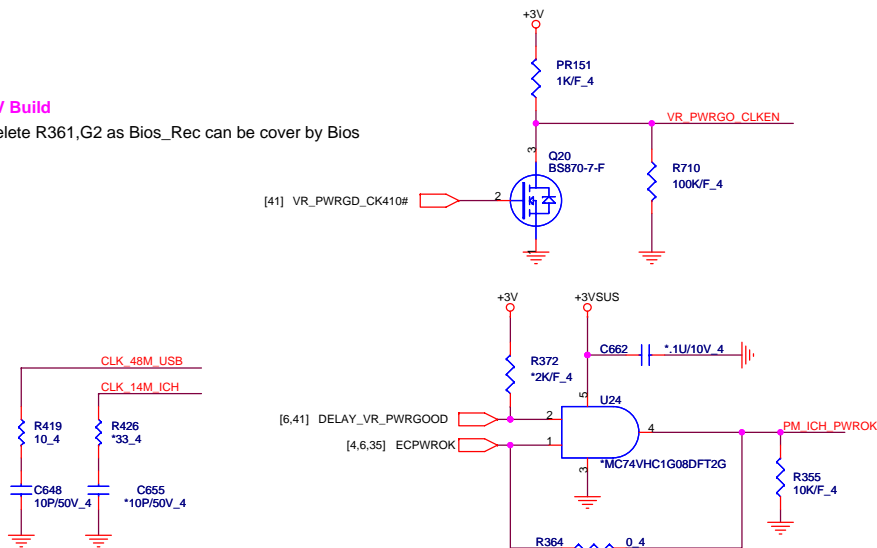 +3V
PR151
1K/F_4
V Build
elete R361,G2 as Bios_Rec can be cover by Bios
VR_PWRGO_CLKEN
3
Q20
BS870-7-F
R710
100K/F_4
[41] VR_PWRGD_CK410#
2
1
+3V
+3VSUS
C662
*.1U/10V_4
R372
*2K/F_4
CLK_48M_USB
CLK_14M_ICH
5
U24
[6,41] DELAY_VR_PWRGOOD
2
4
PM_ICH_PWROK
[4,6,35] ECPWROK
1
R419
10_4
R426
*33_4
3
*MC74VHC1G08DFT2G
R355
10K/F_4
C648
10P/50V_4
C655
*10P/50V_4
R364
0_4